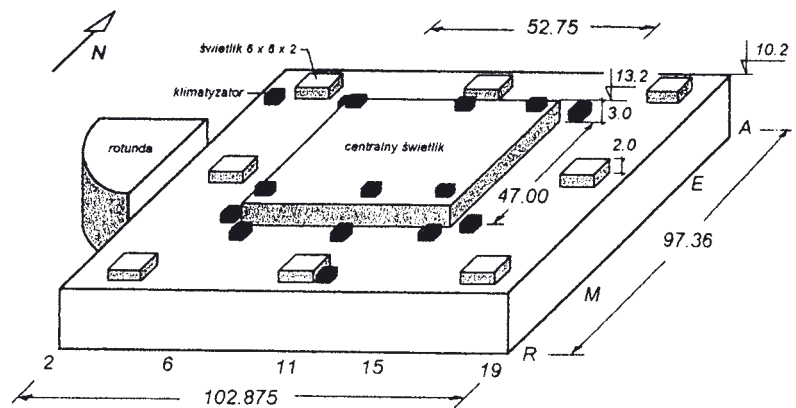 52.75
N
świetlik 6 x 6 x 2
10.2
13.2
klimatyzator
3.0
rotunda
centralny świetlik
A
2.0
E
47.00
97.36
M
R
2 6 11 15 19
102.875